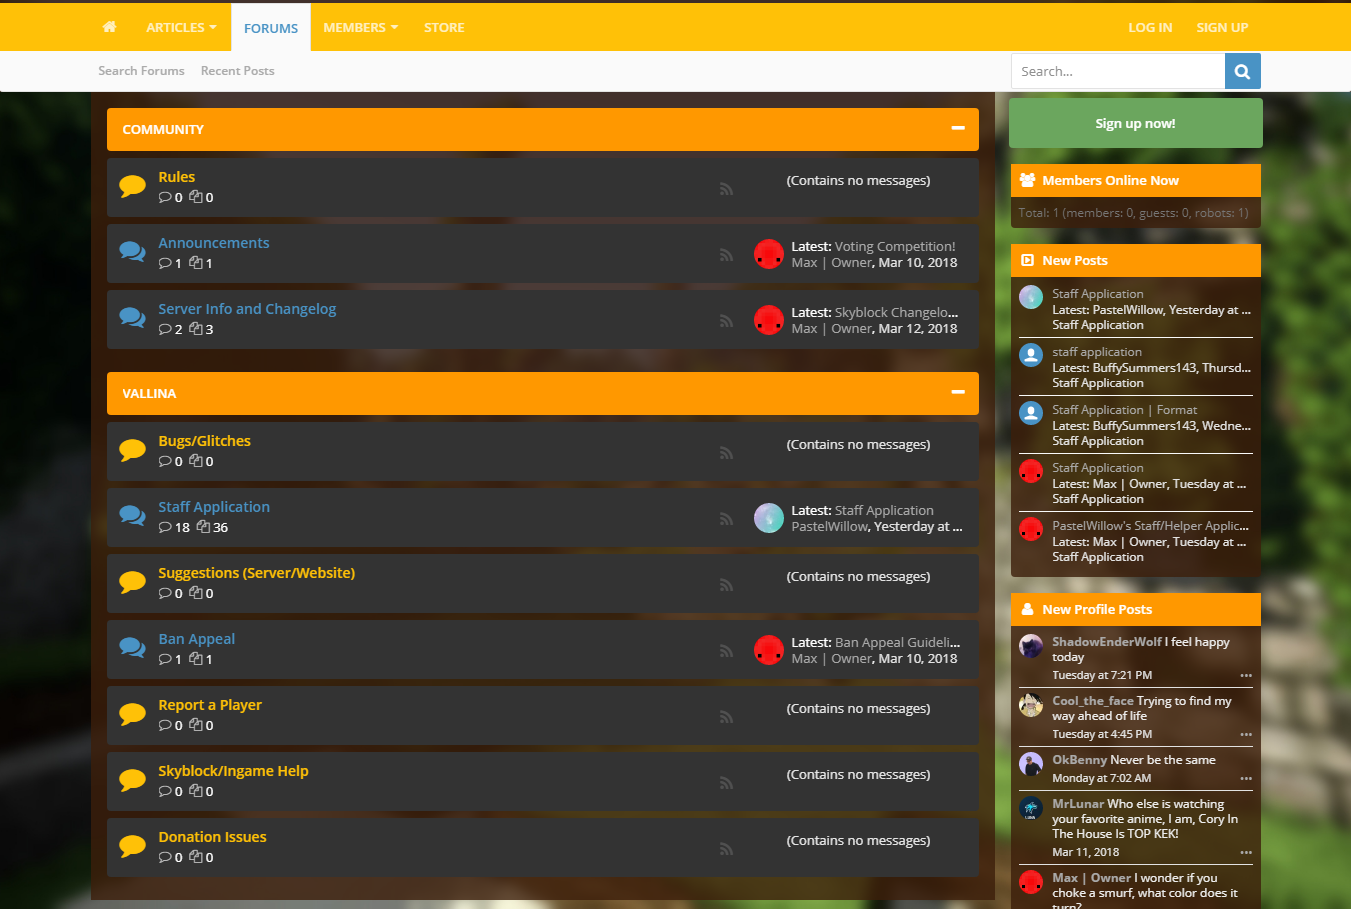 ARTICLES
FORUMS
MEMBERS
STORE
LOG IN
SIGN UP
Search Forums
Recent Posts
Search...
COMMUNITY
Rules
0 0
(Contains no messages)
Announcements
1 1
Latest: Voting Competition!
Max | Owner, Mar 10, 2018
Server Info and Changelog
2 3
Latest: Skyblock Changelo...
Max | Owner, Mar 12, 2018
VALLINA
Bugs/Glitches
0 0
(Contains no messages)
Staff Application
18 36
Latest: Staff Application
PastelWillow, Yesterday at ...
Suggestions (Server/Website)
0 0
(Contains no messages)
Ban Appeal
1 1
Latest: Ban Appeal Guideli...
Max | Owner, Mar 10, 2018
Report a Player
0 0
(Contains no messages)
Skyblock/Ingame Help
0 0
(Contains no messages)
Donation Issues
0 0
(Contains no messages)
Sign up now!
Members Online Now
Total: 1 (members: 0, guests: 0, robots: 1)
New Posts
Staff Application
Latest: PastelWillow, Yesterday at ...
Staff Application
staff application
Latest: BuffySummers143, Thursd...
Staff Application
Staff Application | Format
Latest: BuffySummers143, Wedne...
Staff Application
Staff Application
Latest: Max | Owner, Tuesday at ...
Staff Application
PastelWillow's Staff/Helper Applic...
Latest: Max | Owner, Tuesday at ...
Staff Application
New Profile Posts
ShadowEnderWolf I feel happy
today
Tuesday at 7:21 PM
Cool_the_face Trying to find my
way ahead of life
Tuesday at 4:45 PM
OkBenny Never be the same
Monday at 7:02 AM
MrLunar Who else is watching
your favorite anime, I am, Cory In
The House Is TOP KEK!
Mar 11, 2018
Max | Owner I wonder if you
choke a smurf, what color does it
turn?